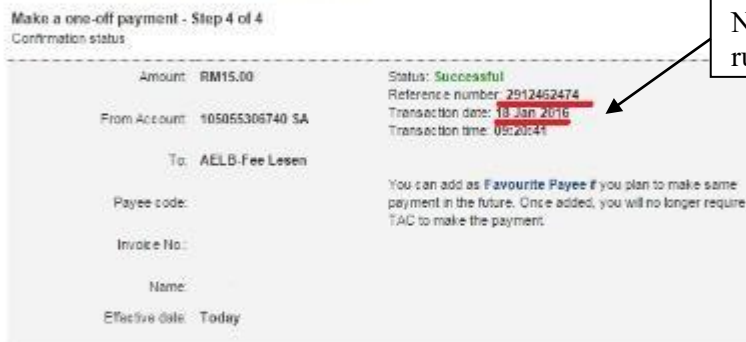 Make a one-off payment - Step 4 of 4
Confirmation status
Amount: RM15.00
From Account: 105055306740 SA
To: AELB-Fee Lesen
Payee code:
Invoice No.:
Name:
Effective date: Today
Status: Successful
Reference number: 2912462474
Transaction date: 18 Jan 2016
Transaction time: 09:20:41
You can add as Favourite Payee if you plan to make same
payment in the future. Once added, you will no longer require
TAC to make the payment.